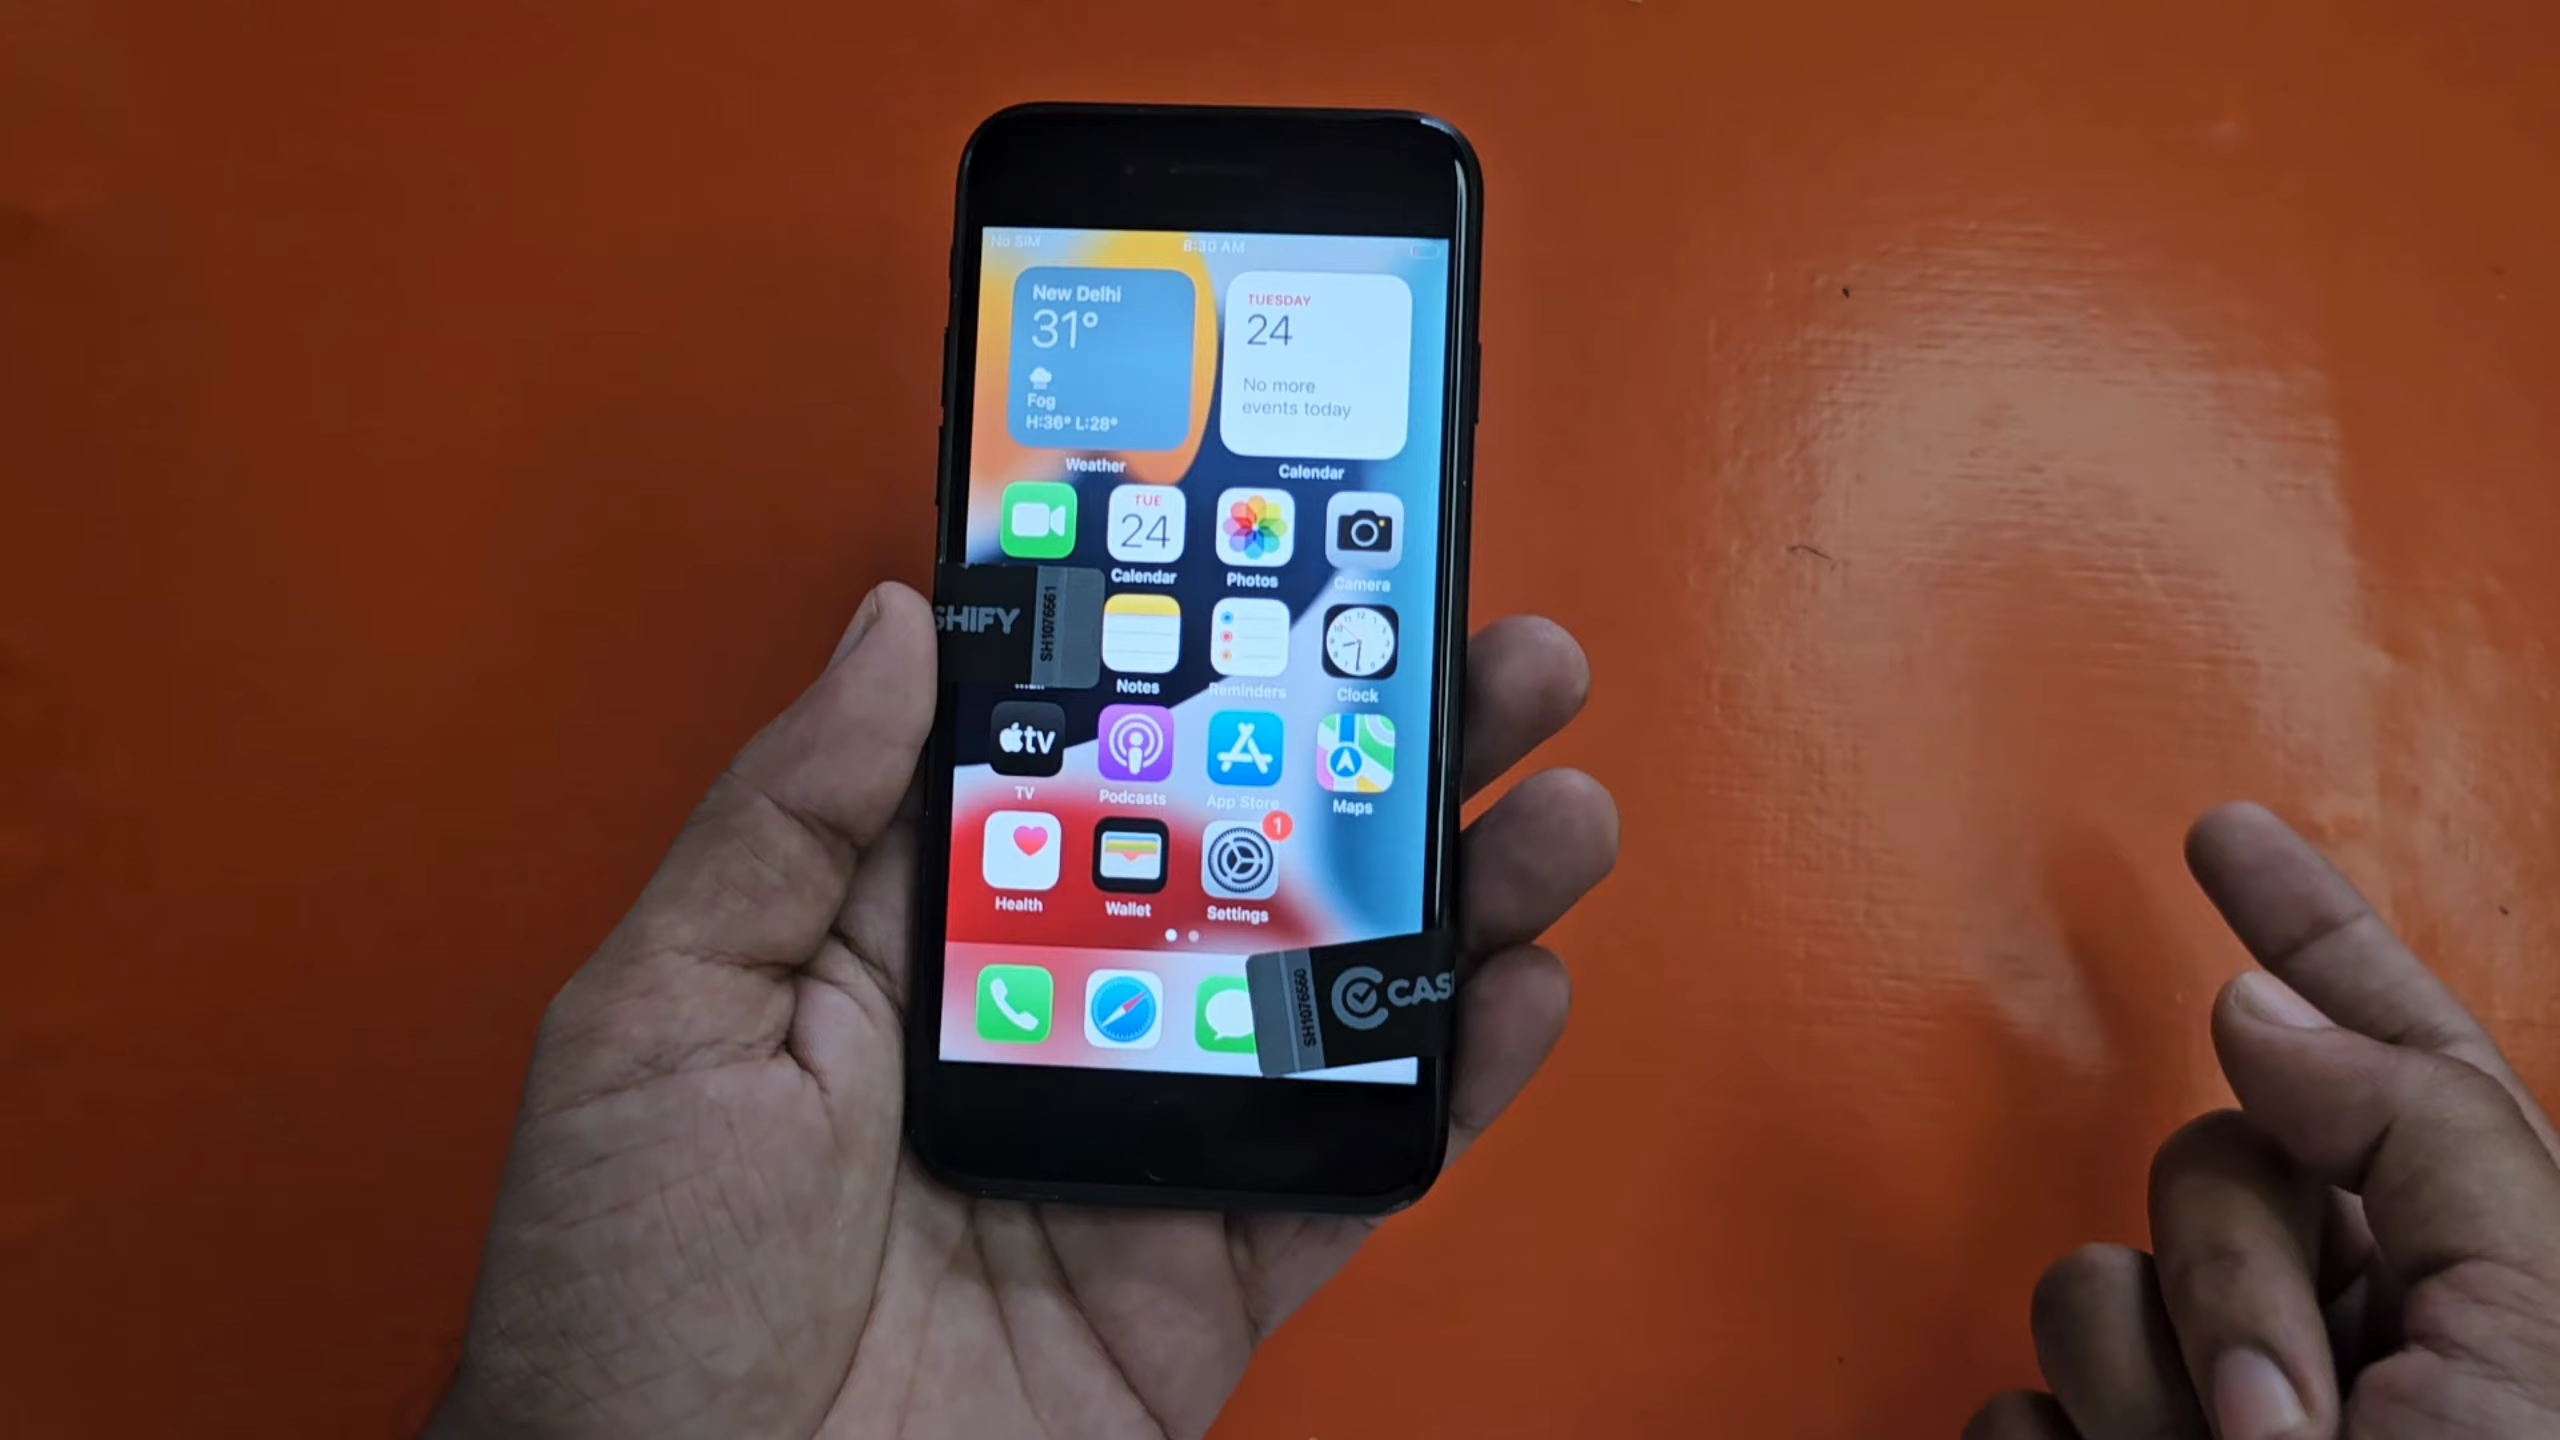 No SIM
8:30 AM
New Delhi
31°
Fog
H:36° L:28°
Weather
TUESDAY
24
No more
events today
Calendar
TUE
24
Calendar
Photos
Camera
SHIFY
SH1076561
Notes
Reminders
Clock
tv
TV
Podcasts
App Store
Maps
1
Health
Wallet
Settings
SH1076560
CAS